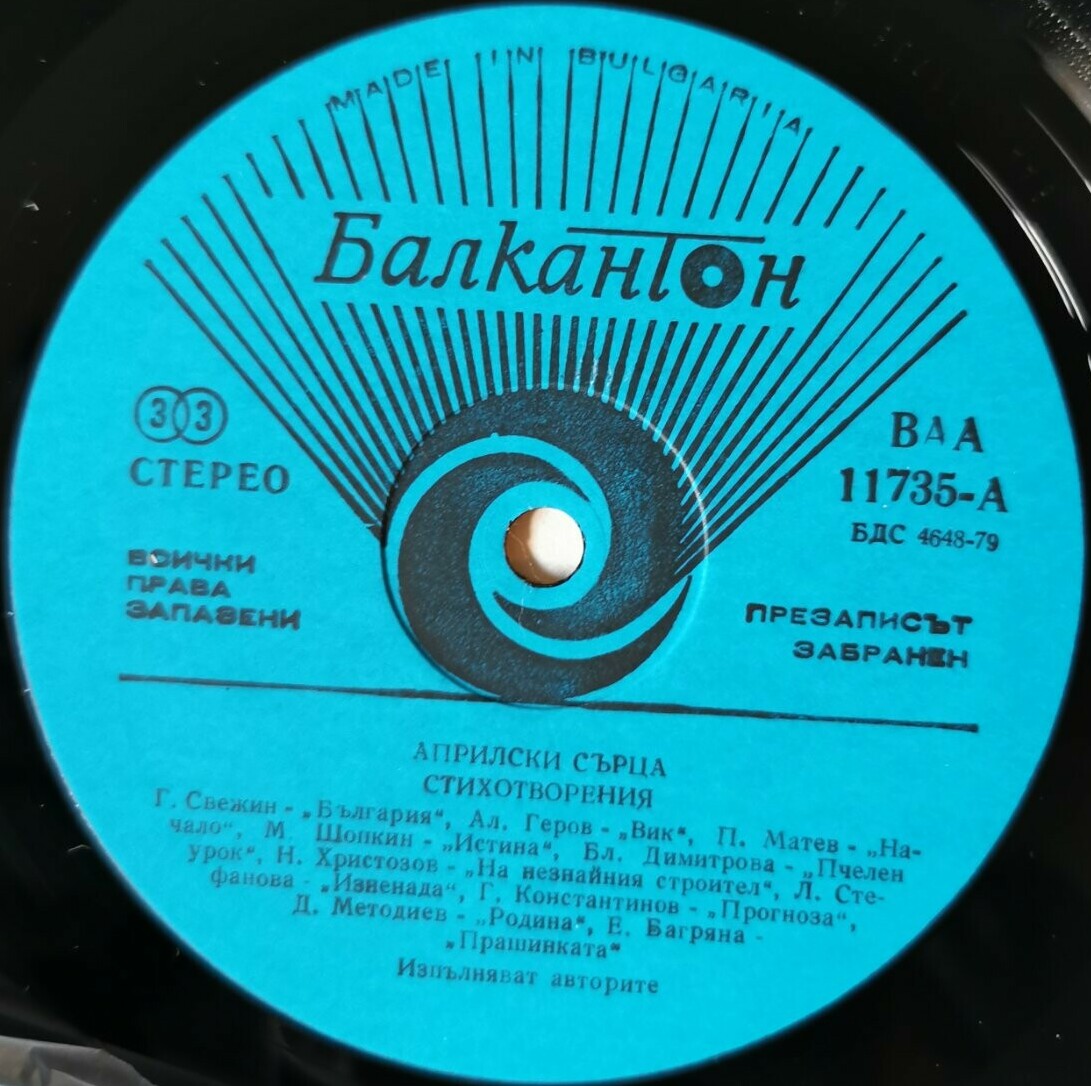 MADE IN BULGARIA
Балкантон
33
СТЕРЕО
ВАА
11735-А
БДС 4648-79
ВСИЧКИ
ПРАВА
ЗАПАЗЕНИ
ПРЕЗАПИСЪТ
ЗАБРАНЕН
АПРИЛСКИ СЪРЦА
СТИХОТВОРЕНИЯ
Г. Свежин - „България“, Ал. Геров - „Вик“, П. Матев - „На-
чало“, М. Шопкин - „Истина“, Бл. Димитрова - „Пчелен
урок“, Н. Христозов - „На незнайния строител“, Л. Сте-
фанова - „Изненада“, Г. Константинов - „Прогноза“,
Д. Методиев - „Родина“, Е. Багряна -
„Прашинката“
Изпълняват авторите